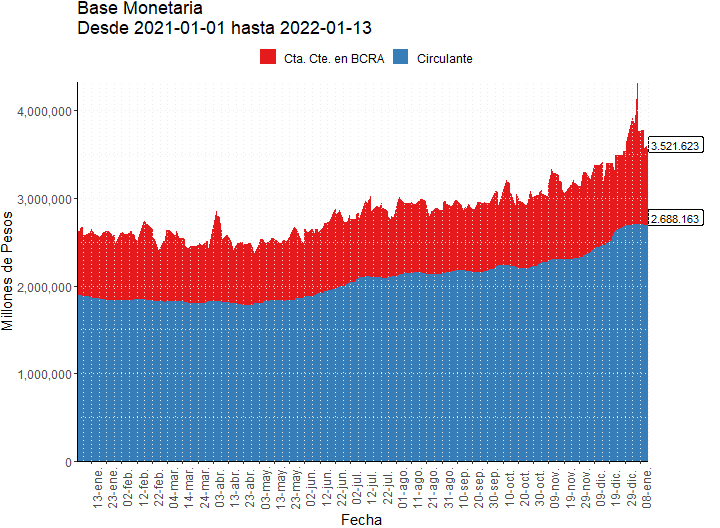 Base Monetaria
Desde 2021-01-01 hasta 2022-01-13
Cta. Cte. en BCRA
Circulante
Millones de Pesos
4,000,000
3,000,000
2,000,000
1,000,000
0
3.521.623
2.688.163
13-ene.
23-ene.
02-feb.
12-feb.
22-feb.
04-mar.
14-mar.
24-mar.
03-abr.
13-abr.
23-abr.
03-may.
13-may.
23-may.
02-jun.
12-jun.
22-jun.
02-jul.
12-jul.
22-jul.
01-ago.
11-ago.
21-ago.
31-ago.
10-sep.
20-sep.
30-sep.
10-oct.
20-oct.
30-oct.
09-nov.
19-nov.
29-nov.
09-dic.
19-dic.
29-dic.
08-ene.
Fecha